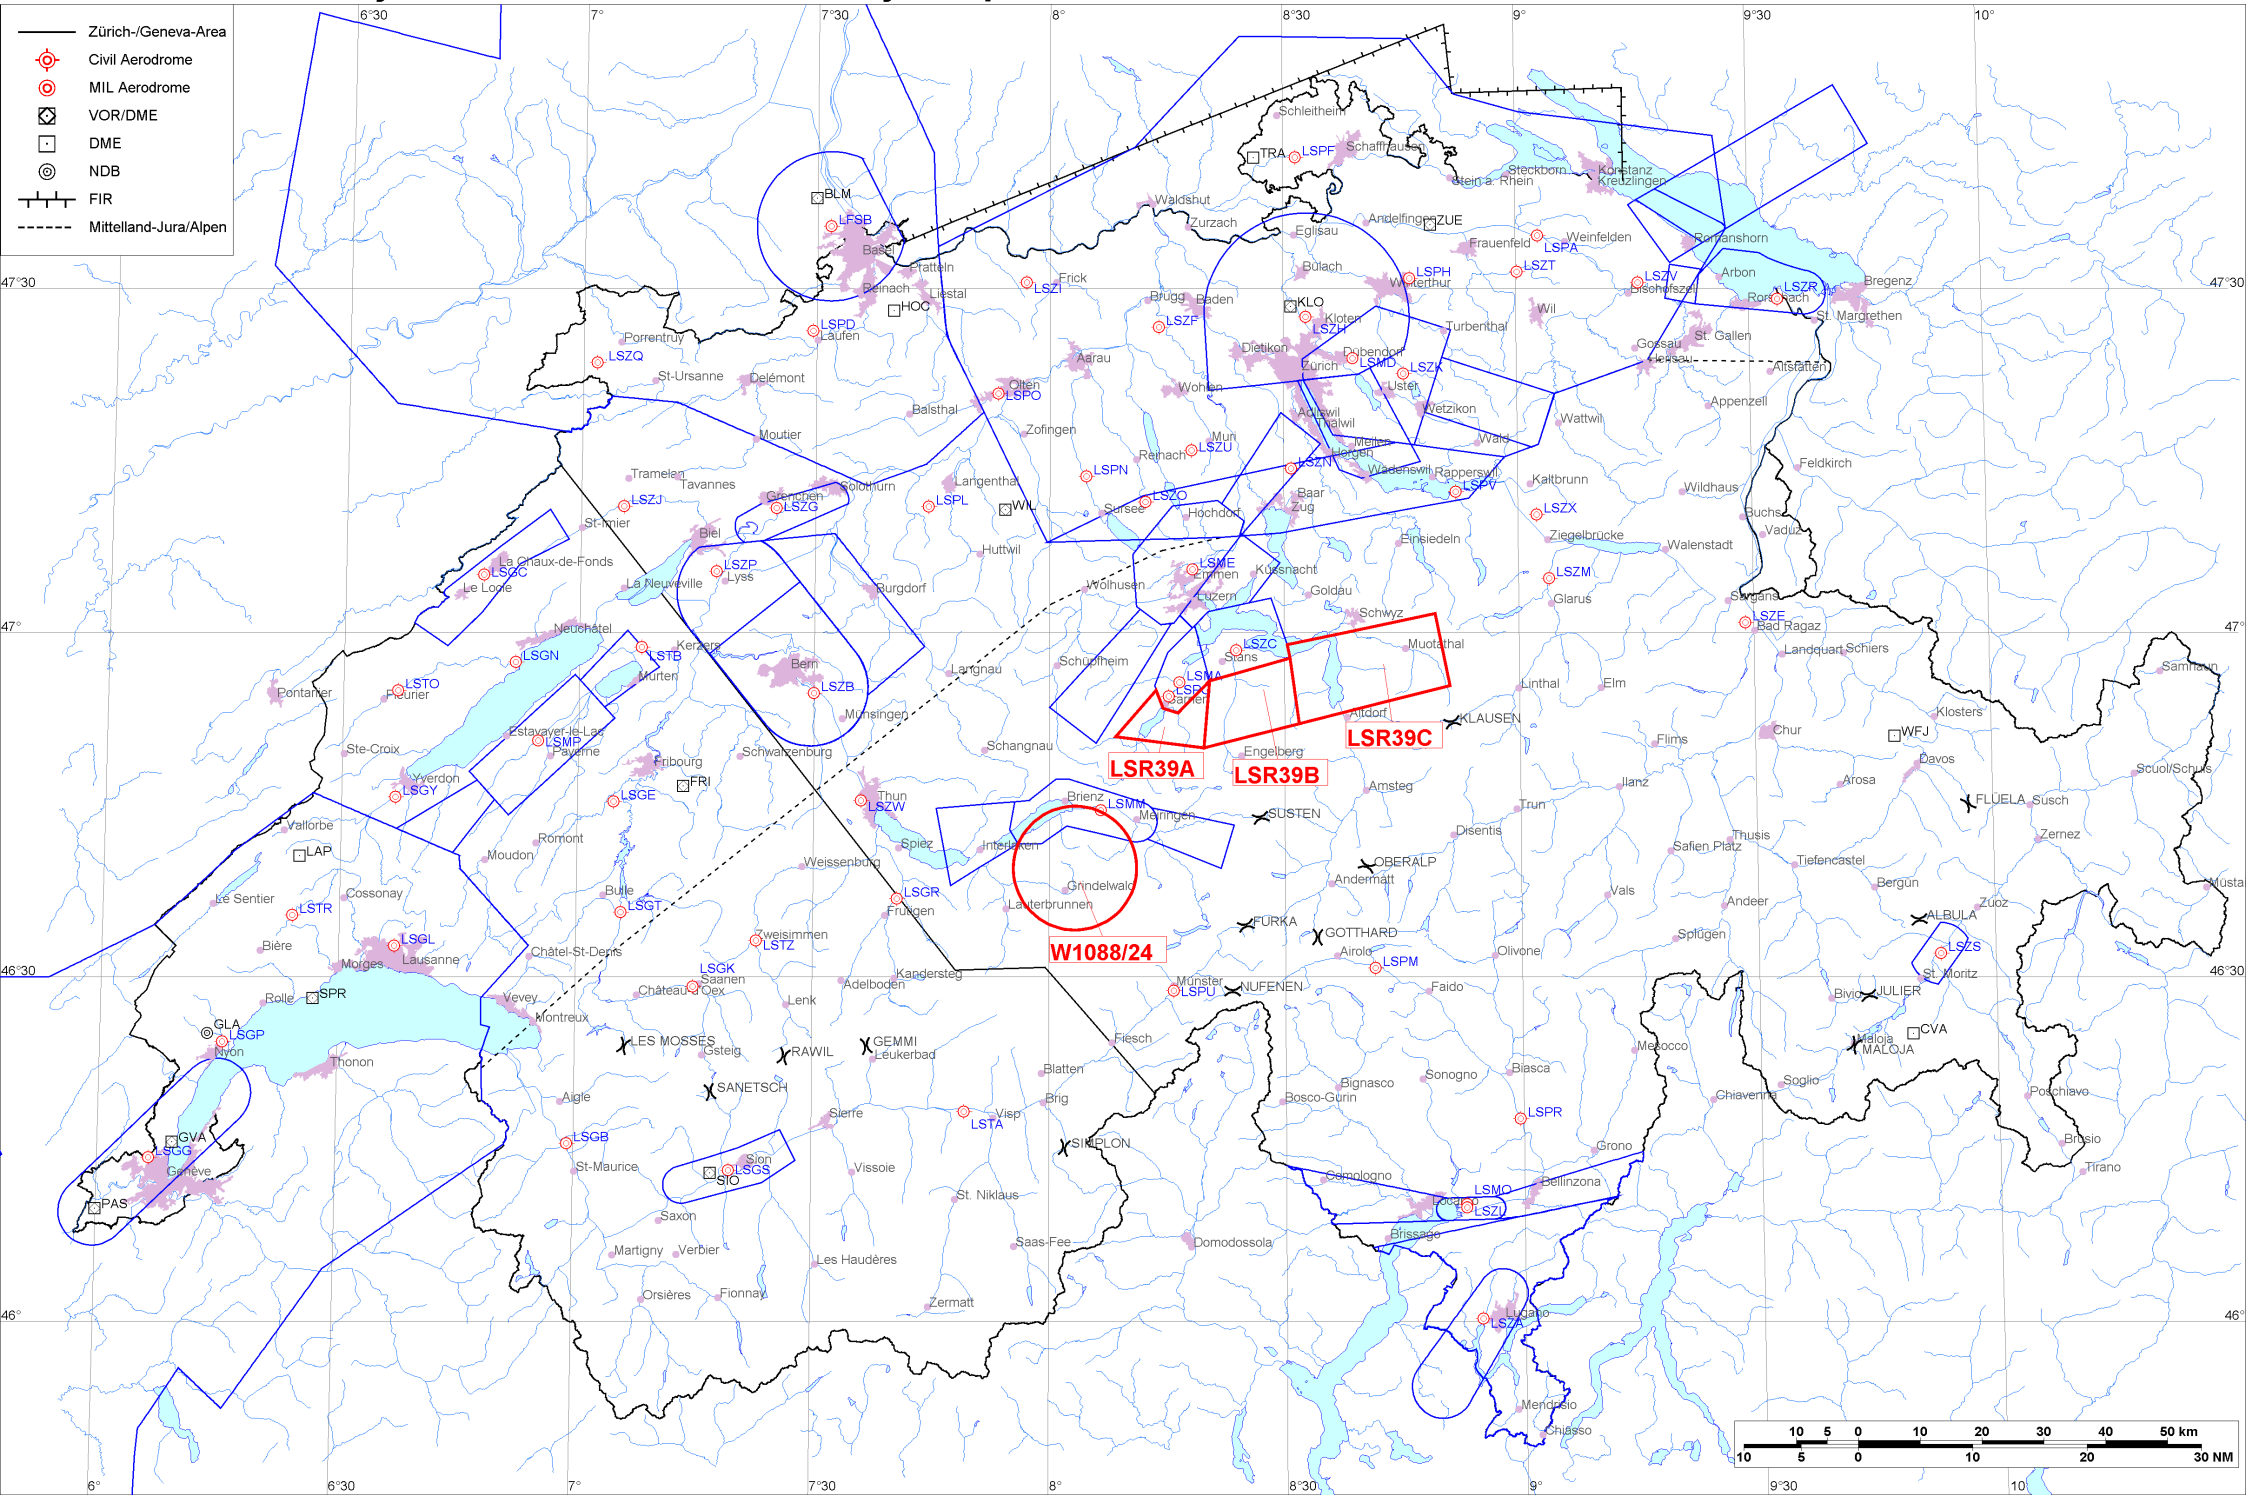 6°30
7°
7°30
8°
8°30
9°
9°30
10°
Zürich-/Geneva-Area
Civil Aerodrome
MIL Aerodrome
VOR/DME
DME
NDB
FIR
Mittelland-Jura/Alpen
Schleitheim
TRA
LSPF
Schaffhausen
Stein a. Rhein
Steckborn
Konstanz
Kreuzlingen
BLM
LFSB
Basel
Waldshut
Zurzach
Eglisau
Andelfingen
ZUE
Frauenfeld
LSPA
Weinfelden
Romanshorn
Pratteln
Reinach
Liestal
HOC
LSZI
Frick
Bülach
LSPH
Winterthur
LSZT
LSZV
Bischofszell
Arbon
LSZR
Rorschach
Bregenz
St. Margrethen
47°30
47°30
Brugg
Baden
KLO
Kloten
LSZH
Wil
LSPD
Laufen
LSZF
Turbenthal
St. Gallen
Gossau
Herisau
Porrentruy
LSZQ
St-Ursanne
Delémont
Aarau
Dietikon
Zürich
Dübendorf
LSMD
LSZK
Uster
Altstätten
Olten
LSPO
Wohlen
Balsthal
Wetzikon
Appenzell
Adliswil
Thalwil
Wattwil
Zofingen
Moutier
Muri
LSZU
Reinach
Meilen
Horgen
Wald
Tramelan
Tavannes
LSPN
LSZN
Wädenswil
Rapperswil
LSPV
Kaltbrunn
Wildhaus
Feldkirch
Solothurn
Grenchen
LSZG
LSZJ
LSPL
Langenthal
WIL
LSZO
Sursee
Hochdorf
Baar
Zug
LSZX
Buchs
Vaduz
St-Imier
Biel
Einsiedeln
Ziegelbrücke
Walenstadt
La Chaux-de-Fonds
LSGC
Le Locle
Huttwil
LSZP
Lyss
LSME
Emmen
Küssnacht
La Neuveville
Burgdorf
Wolhusen
Luzern
Goldau
LSZM
Glarus
Sargans
Schwyz
LSZE
Bad Ragaz
47°
47°
Neuchâtel
LSGN
LSTB
Kerzers
Murten
LSZC
Stans
Muotathal
Landquart
Schiers
Samnaun
Bern
Langnau
Schüpfheim
LSMA
LSPG
LSZB
Pontarlier
LSTO
Fleurier
Linthal
Elm
Münsingen
Altdorf
KLAUSEN
Klosters
Estavayer-le-Lac
LSMP
Payerne
Chur
WFJ
LSR39C
Ste-Croix
Schwarzenburg
Schangnau
Engelberg
Flims
Davos
Fribourg
LSR39A
LSR39B
Yverdon
LSGY
FRI
Scuol/Schuls
Amsteg
Ilanz
Arosa
LSGE
Thun
LSZW
Brienz
LSMM
Meiringen
SUSTEN
Trun
FLÜELA
Susch
Vallorbe
Romont
Disentis
Thusis
Zernez
LAP
Moudon
Spiez
Interlaken
Safien Platz
Weissenburg
OBERALP
Tiefencastel
Bulle
Cossonay
LSGR
Grindelwald
Andermatt
Vals
Bergün
Le Sentier
LSTR
LSGT
Frutigen
Lauterbrunnen
Andeer
Zuoz
ALBULA
FURKA
GOTTHARD
Zweisimmen
LSTZ
W1088/24
Bière
LSGL
Lausanne
Morges
Châtel-St-Denis
Airolo
Olivone
Splügen
LSZS
LSPM
LSGK
Saanen
St. Moritz
46°30
46°30
Kandersteg
Adelboden
Münster
LSPU
NUFENEN
Faido
Rolle
SPR
Vevey
Château-d'Oex
Lenk
Bivio
JULIER
GLA
LSGP
Nyon
Montreux
CVA
Fiesch
LES MOSSES
GEMMI
Maloja
MALOJA
Gsteig
RAWIL
Leukerbad
Mesocco
Thonon
Blatten
Sonogno
Biasca
Bignasco
Soglio
SANETSCH
Chiavenna
Poschiavo
Aigle
Brig
Bosco-Gurin
Sierre
LSTA
Visp
LSPR
GVA
LSGB
SIMPLON
Grono
Brusio
LSGG
Genève
St-Maurice
Sion
LSGS
SIO
Vissoie
Comologno
Tirano
Bellinzona
LSMO
Locarno
LSZL
PAS
St. Niklaus
Saxon
Brissago
Domodossola
Martigny
Verbier
Saas-Fee
Les Haudères
Orsières
Fionnay
Zermatt
46°
Lugano
LSZA
Mendrisio
Chiasso
10 5 0 10 20 30 40 50 km
10 5 0 10 20 30 NM
6°
6°30
7°
7°30
8°
8°30
9°
9°30
10°